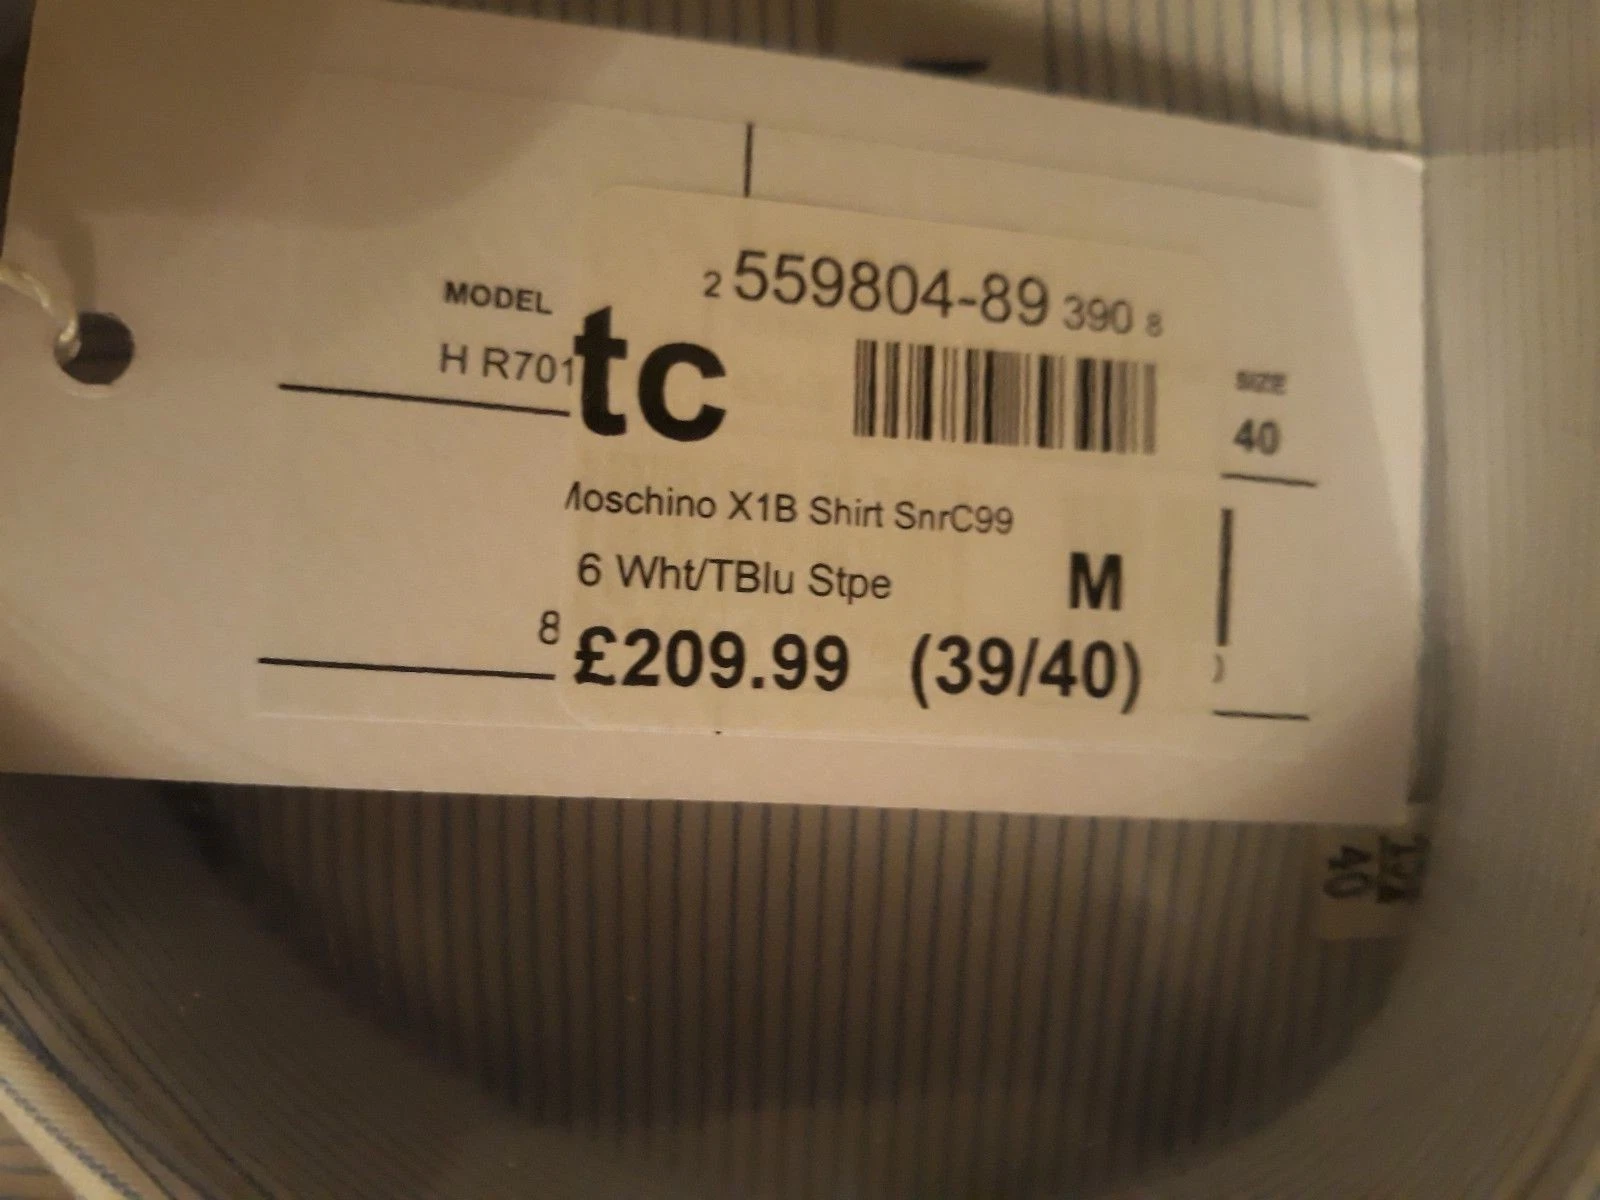 2 559804-89 390 8
MODEL
H R701
tc
SIZE
40
Moschino X1B Shirt SnrC99
6 Wht/TBlu Stpe
M
8
£209.99 (39/40)
40